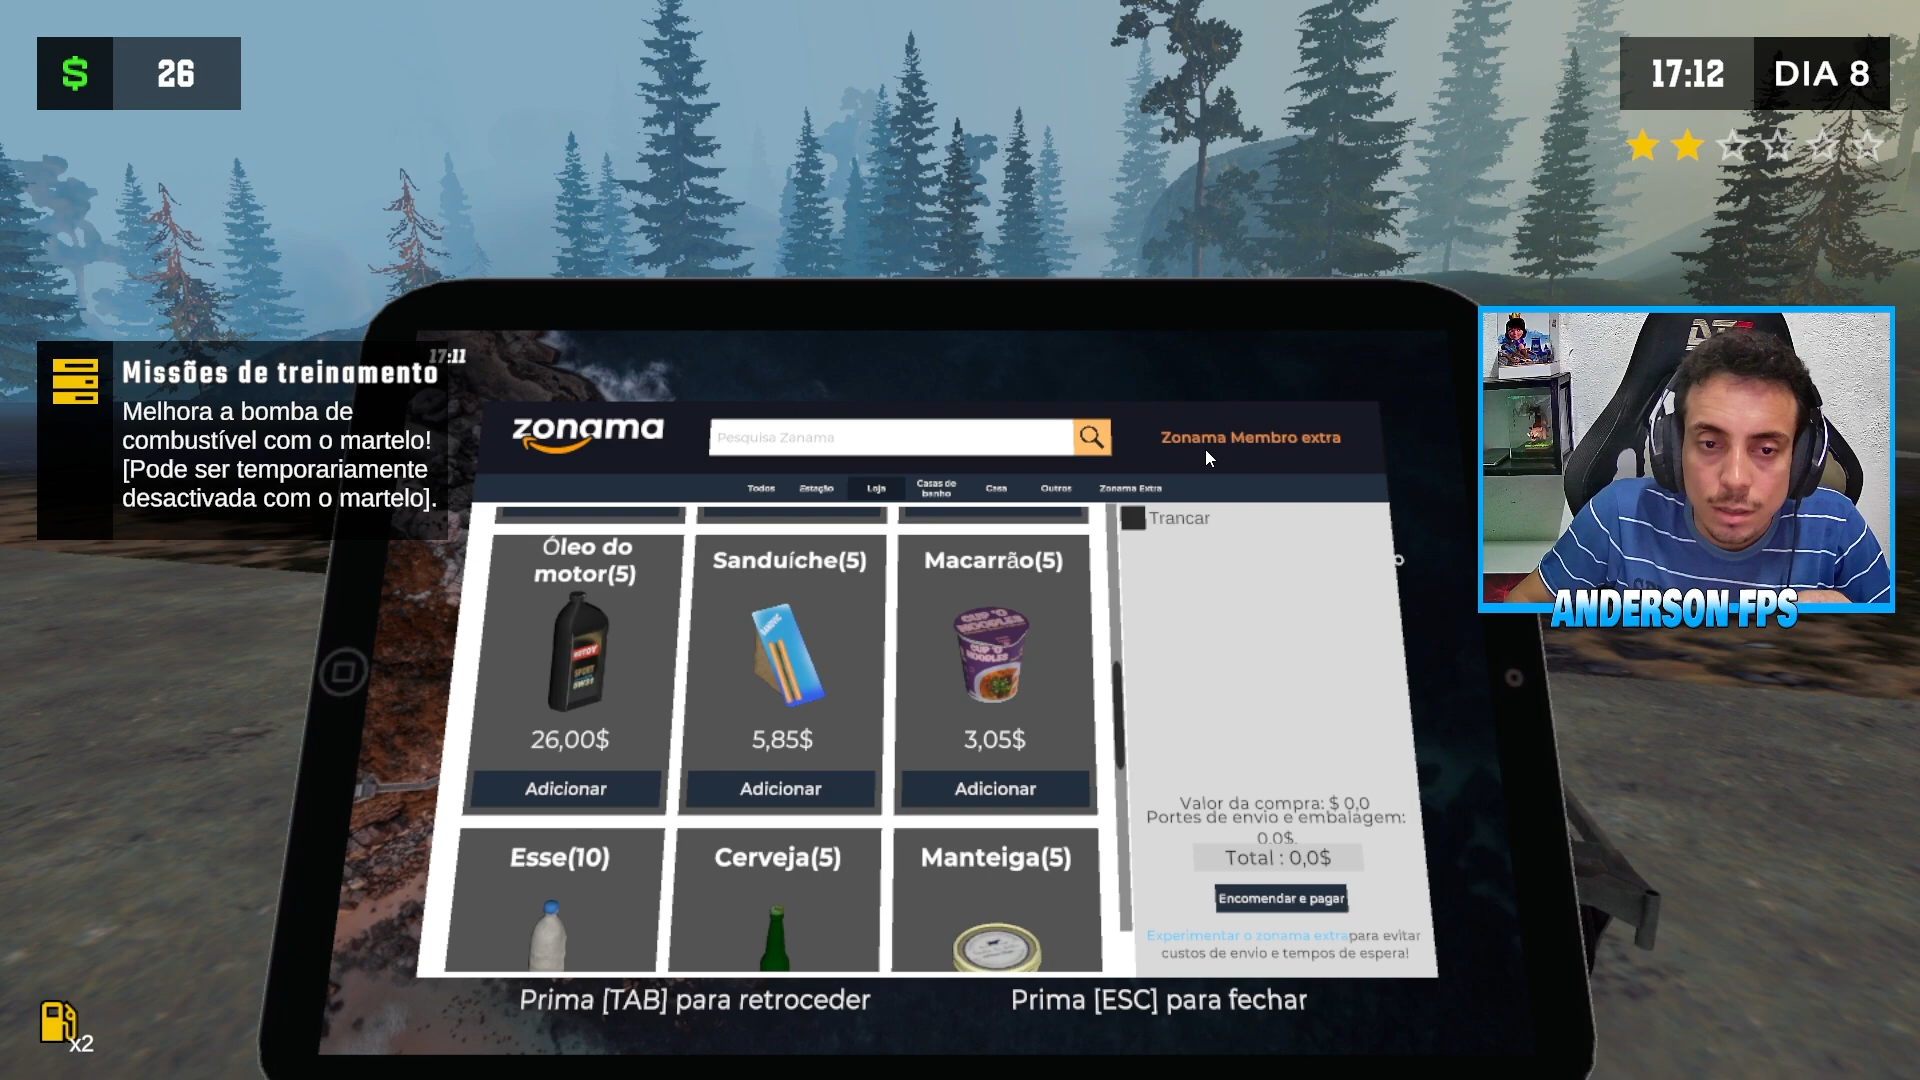 $ 26
17:12 DIA 8
17:11
Missões de treinamento
Melhora a bomba de
combustível com o martelo!
[Pode ser temporariamente
desactivada com o martelo].
zonama
Pesquisa Zanama
Zonama Membro extra
Todos Estação Loja Casas de banho Casa Outros Zonama Extra
Trancar
Óleo do
motor(5)
26,00$
Adicionar
Sanduíche(5)
5,85$
Adicionar
Macarrão(5)
CUP'O NOODLES
3,05$
Adicionar
Esse(10)
Cerveja(5)
Manteiga(5)
Valor da compra: $ 0,0
Portes de envio e embalagem:
0,0$
Total : 0,0$
Encomendar e pagar
Experimentar o zonama extra para evitar
custos de envio e tempos de espera!
Prima [TAB] para retroceder
Prima [ESC] para fechar
x2
ANDERSON-FPS